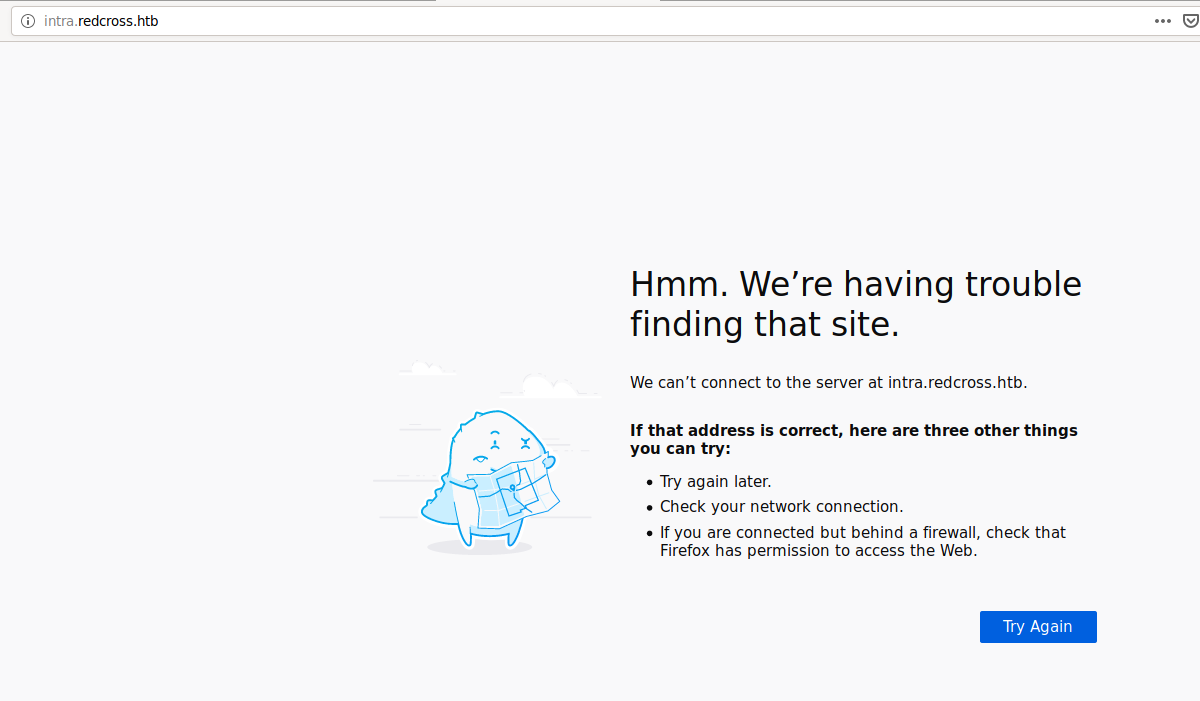 intra.redcross.htb
Hmm. We’re having trouble
finding that site.
We can’t connect to the server at intra.redcross.htb.
If that address is correct, here are three other things
you can try:
Try again later.
Check your network connection.
If you are connected but behind a firewall, check that
Firefox has permission to access the Web.
Try Again